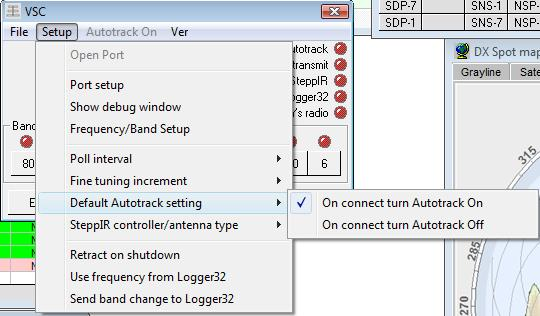 VSC
File Setup Autotrack On Ver
Open Port
Port setup
Show debug window
Frequency/Band Setup
Poll interval
Fine tuning increment
Default Autotrack setting
SteppIR controller/antenna type
Retract on shutdown
Use frequency from Logger32
Send band change to Logger32
On connect turn Autotrack On
On connect turn Autotrack Off
utotrack
transmit
SteppIR
ogger32
y's radio
Band
80
0
6
E
SDP-7 SNS-1 NSP-
SDP-1 SNS-5 NSP-
DX Spot map
Grayline Sate
315
285
270